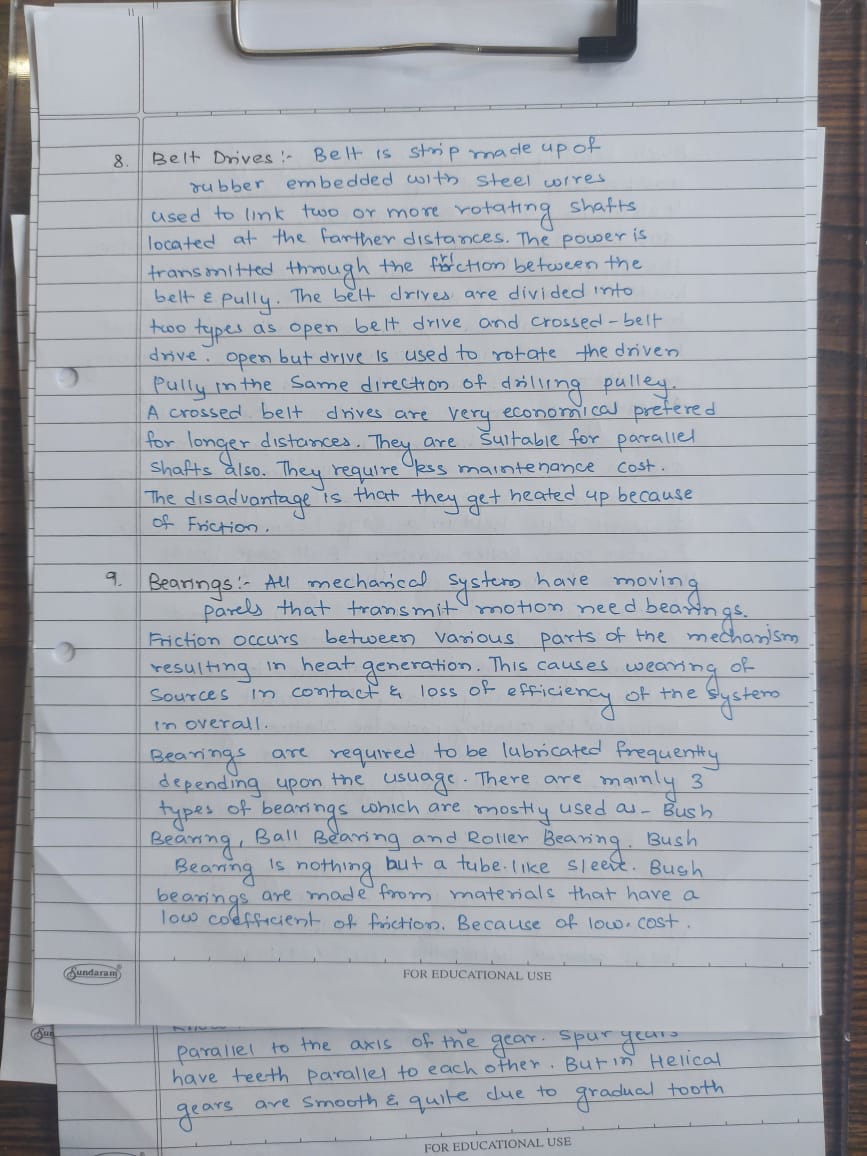 8. Belt Drives :- Belt is strip made up of
rubber embedded with steel wires
used to link two or more rotating shafts
located at the farther distances. The power is
transmitted through the friction between the
belt & pully. The belt drives are divided into
two types as open belt drive and crossed-belt
drive. open but drive is used to rotate the driven
Pully in the same direction of driling pulley.
A crossed belt drives are very economical prefered
for longer distances. They are suitable for parallel
shafts also. They require less maintenance cost.
The disadvantage is that they get heated up because
of Friction.
9. Bearings :- All mechanical system have moving
parels that transmit motion need bearings.
Friction occurs between various parts of the mechanism
resulting in heat generation. This causes wearing of
Sources in contact & loss of efficiency of the system
in overall.
Bearings are required to be lubricated frequently
depending upon the usuage. There are mainly 3
types of bearings which are mostly used as - Bush
Bearing, Ball Bearing and Roller Bearing. Bush
Bearing is nothing but a tube.like sleeve. Bush
bearings are made from materials that have a
low coefficient of friction. Because of low. cost.
Sundaram
FOR EDUCATIONAL USE
Sun
parallel to the axis of the gear. Spur gears
have teeth parallel to each other. But in Helical
gears are smooth & quite due to gradual tooth
FOR EDUCATIONAL USE